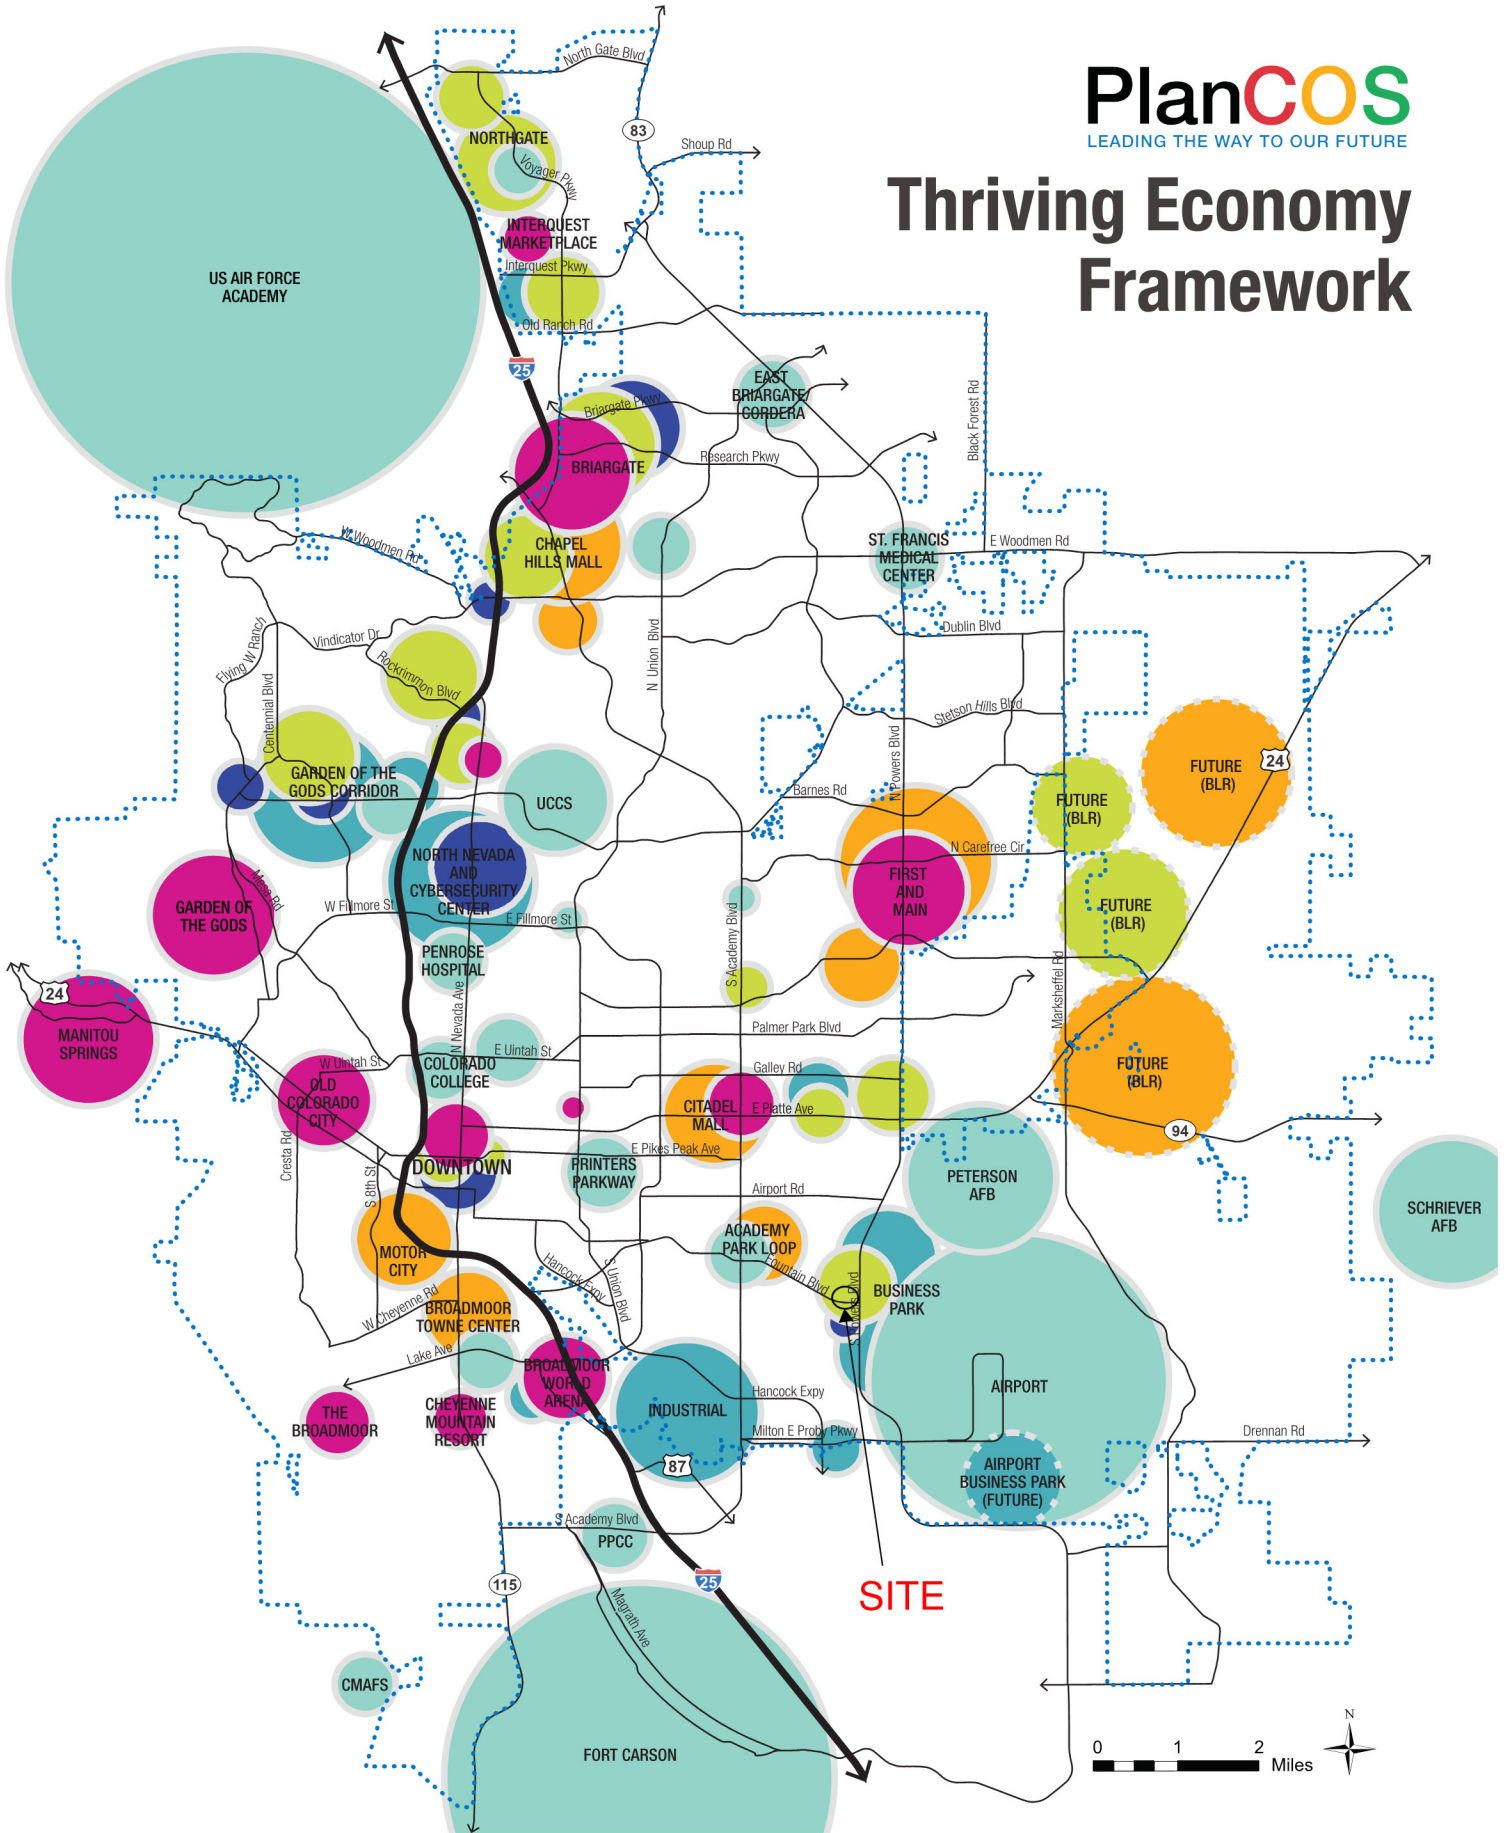 PlanCOS
LEADING THE WAY TO OUR FUTURE
Thriving Economy
Framework
North Gate Blvd
83
Shoup Rd
NORTHGATE
Voyager Pkwy
INTERQUEST
MARKETPLACE
Interquest Pkwy
US AIR FORCE
ACADEMY
Old Ranch Rd
25
EAST
BRIARGATE/
CORDERA
Black Forest Rd
Briargate Pkwy
BRIARGATE
Research Pkwy
W Woodmen Rd
CHAPEL
HILLS MALL
ST. FRANCIS
MEDICAL
CENTER
E Woodmen Rd
Dublin Blvd
Flying W Ranch
Vindicator Dr
Rockrimmon Blvd
N Union Blvd
Centennial Blvd
Stetson Hills Blvd
N Powers Blvd
GARDEN OF THE
GODS CORRIDOR
UCCS
Barnes Rd
FUTURE
(BLR)
FUTURE
(BLR)
24
NORTH NEVADA
AND
CYBERSECURITY
CENTER
N Carefree Cir
FIRST
AND
MAIN
Mesa Rd
GARDEN OF
THE GODS
W Fillmore St
E Fillmore St
S Academy Blvd
FUTURE
(BLR)
PENROSE
HOSPITAL
Marksheffel Rd
24
MANITOU
SPRINGS
N Nevada Ave
Palmer Park Blvd
W Uintah St
E Uintah St
COLORADO
COLLEGE
Galley Rd
FUTURE
(BLR)
OLD
COLORADO
CITY
CITADEL
MALL
E Platte Ave
94
Cresta Rd
S 8th St
DOWNTOWN
E Pikes Peak Ave
PRINTERS
PARKWAY
Airport Rd
PETERSON
AFB
SCHRIEVER
AFB
MOTOR
CITY
ACADEMY
PARK LOOP
Hancock Expy
S Union Blvd
Fountain Blvd
S Powers Blvd
BUSINESS
PARK
W Cheyenne Rd
BROADMOOR
TOWNE CENTER
Lake Ave
BROADMOOR
WORLD
ARENA
AIRPORT
Hancock Expy
THE
BROADMOOR
CHEYENNE
MOUNTAIN
RESORT
INDUSTRIAL
Milton E Proby Pkwy
Drennan Rd
87
AIRPORT
BUSINESS PARK
(FUTURE)
S Academy Blvd
PPCC
115
25
SITE
Magrath Ave
CMAFS
FORT CARSON
N
0 1 2
Miles